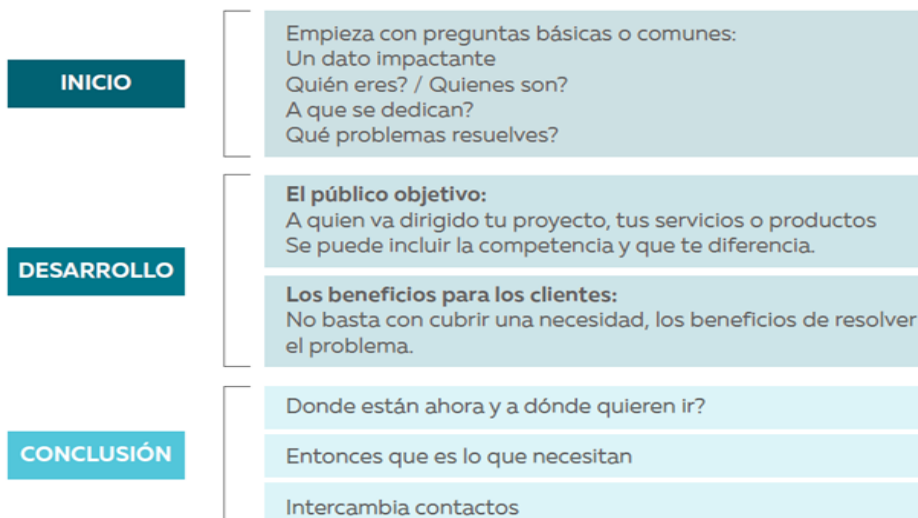 INICIO
Empieza con preguntas básicas o comunes:
Un dato impactante
Quién eres? / Quienes son?
A que se dedican?
Qué problemas resuelves?
DESARROLLO
El público objetivo:
A quien va dirigido tu proyecto, tus servicios o productos
Se puede incluir la competencia y que te diferencia.
Los beneficios para los clientes:
No basta con cubrir una necesidad, los beneficios de resolver
el problema.
CONCLUSIÓN
Donde están ahora y a dónde quieren ir?
Entonces que es lo que necesitan
Intercambia contactos